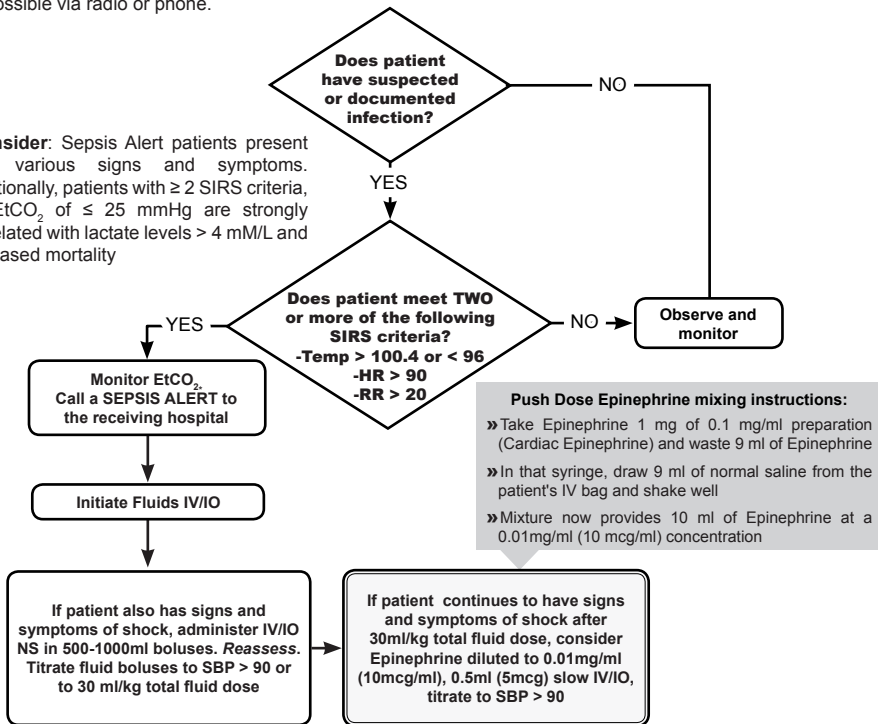 ossible via radio or phone.
Does patient
have suspected
or documented
infection?
NO
YES
nsider: Sepsis Alert patients present
various signs and symptoms.
tionally, patients with ≥ 2 SIRS criteria,
EtCO₂ of ≤ 25 mmHg are strongly
elated with lactate levels > 4 mM/L and
ased mortality
Does patient meet TWO
or more of the following
SIRS criteria?
-Temp > 100.4 or < 96
-HR > 90
-RR > 20
YES
NO
Observe and
monitor
Monitor EtCO₂.
Call a SEPSIS ALERT to
the receiving hospital
Initiate Fluids IV/IO
Push Dose Epinephrine mixing instructions:
» Take Epinephrine 1 mg of 0.1 mg/ml preparation
(Cardiac Epinephrine) and waste 9 ml of Epinephrine
» In that syringe, draw 9 ml of normal saline from the
patient's IV bag and shake well
» Mixture now provides 10 ml of Epinephrine at a
0.01mg/ml (10 mcg/ml) concentration
If patient also has signs and
symptoms of shock, administer IV/IO
NS in 500-1000ml boluses. Reassess.
Titrate fluid boluses to SBP > 90 or
to 30 ml/kg total fluid dose
If patient continues to have signs
and symptoms of shock after
30ml/kg total fluid dose, consider
Epinephrine diluted to 0.01mg/ml
(10mcg/ml), 0.5ml (5mcg) slow IV/IO,
titrate to SBP > 90